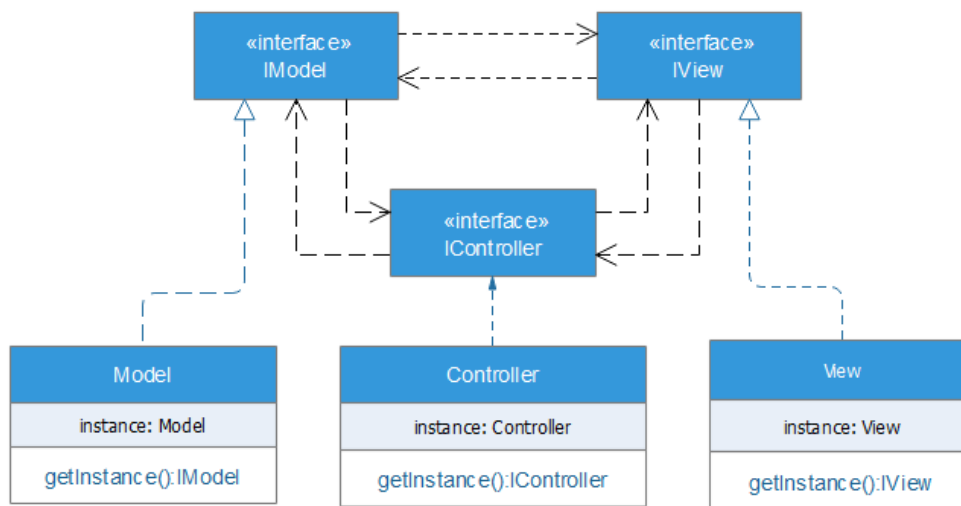 «interface»
IModel
«interface»
IView
«interface»
IController
Model
instance: Model
getInstance():IModel
Controller
instance: Controller
getInstance():IController
View
instance: View
getInstance():IView